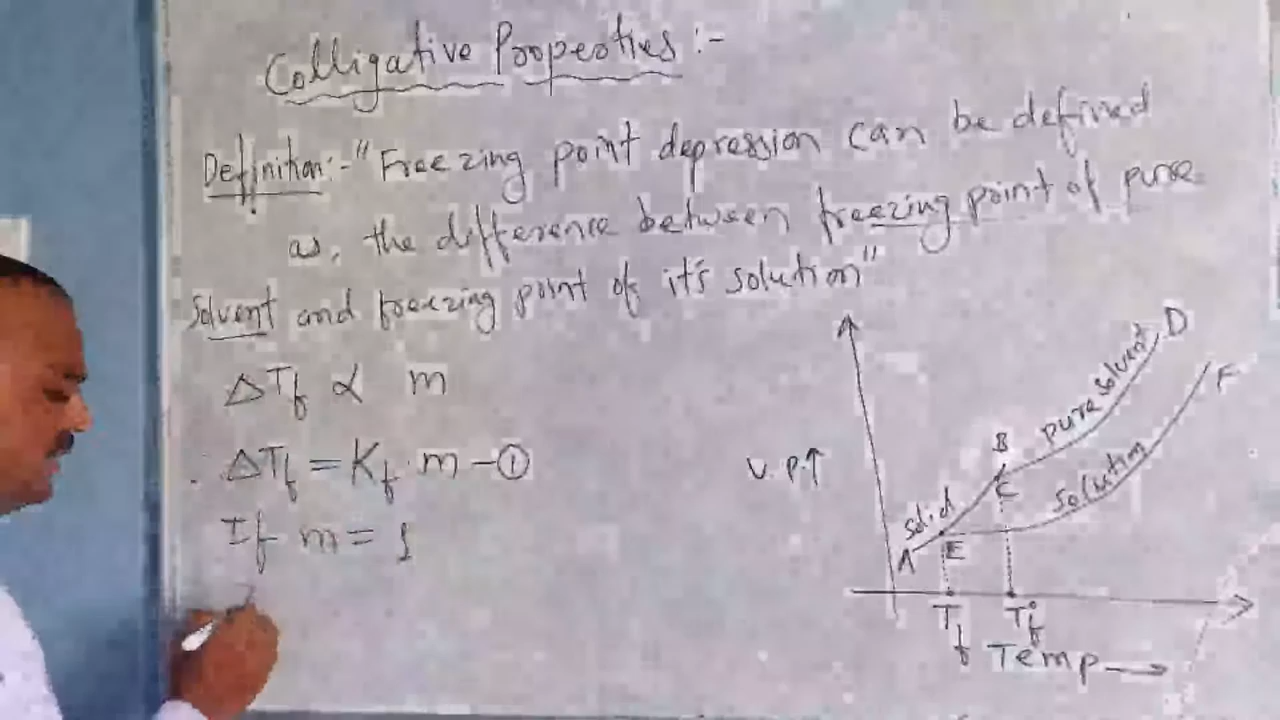 Colligative Properties :-
Definition:- "Freezing point depression can be defined
as, the difference between freezing point of pure
Solvent and freezing point of it's solution"
ΔTf ∝ m
ΔTf = Kf · m - ①
If m = 1
V.P.↑
A
Solid
B
C
pure solvent
D
E
Solution
F
Tf
Tf°
Temp →